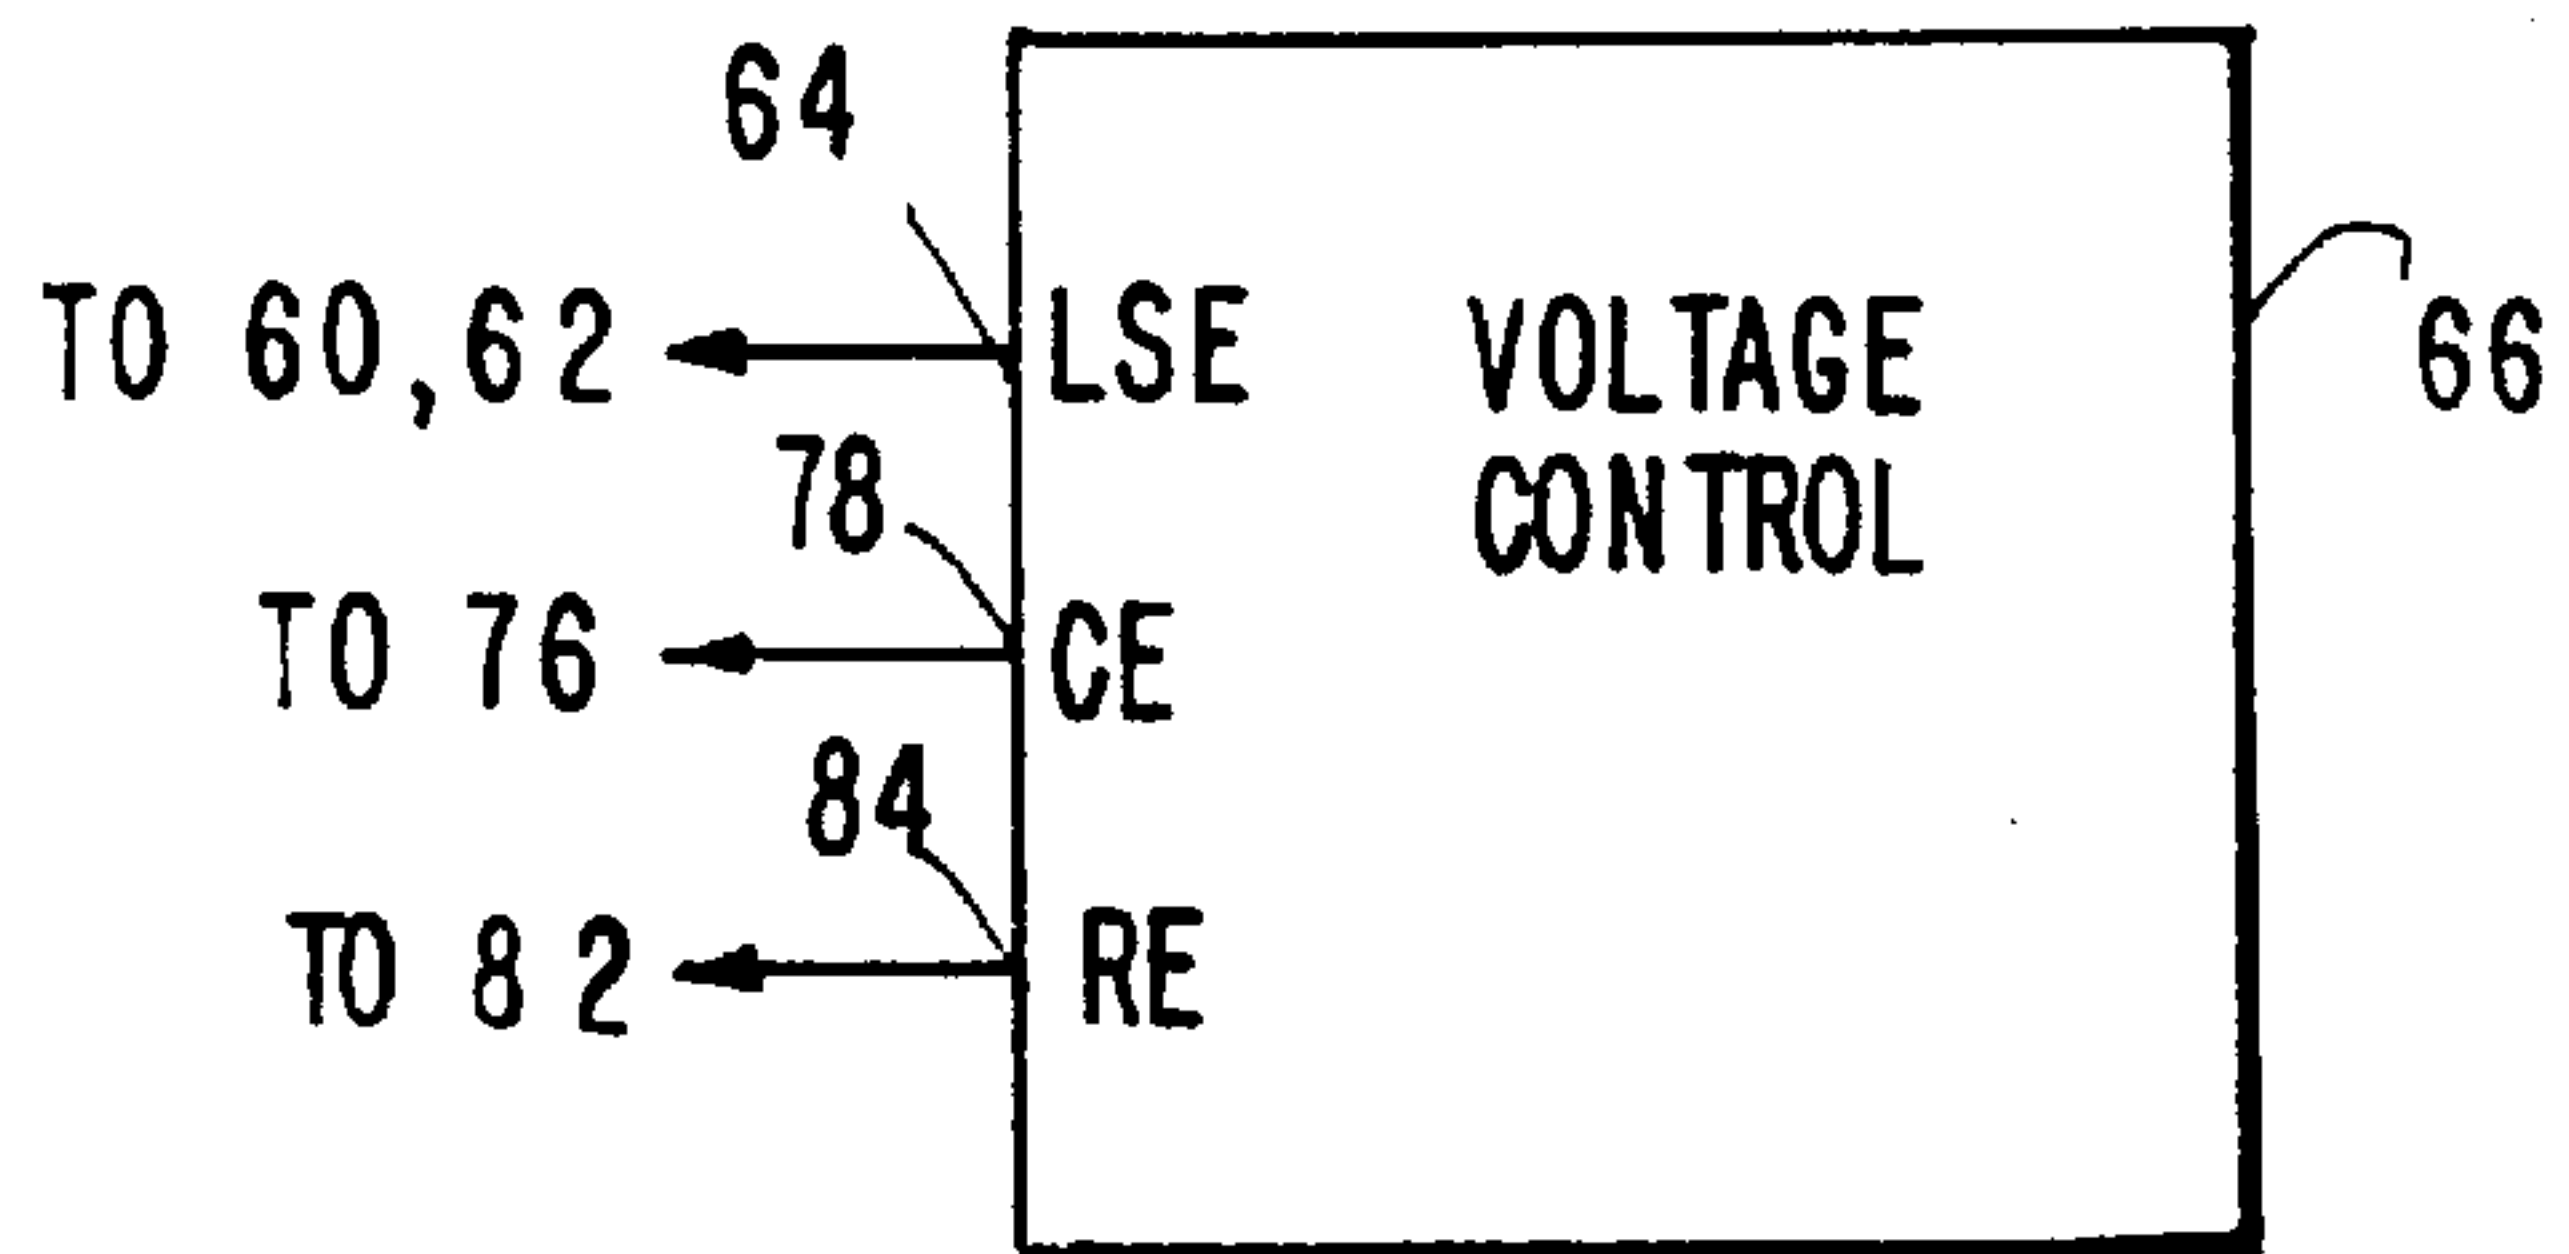 64
TO 60,62
LSE
VOLTAGE
CONTROL
66
78
TO 76
CE
84
TO 82
RE